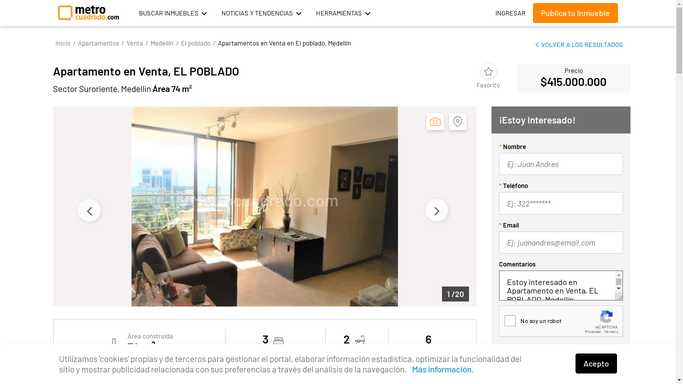 metro
cuadrado.com
BUSCAR INMUEBLES
NOTICIAS Y TENDENCIAS
HERRAMIENTAS
INGRESAR
Publica tu Inmueble
Inicio / Apartamentos / Venta / Medellín / El poblado / Apartamentos en Venta en El poblado, Medellín
VOLVER A LOS RESULTADOS
Apartamento en Venta, EL POBLADO
Sector Suroriente, Medellín Área 74 m²
Favorito
Precio
$415.000.000
1 / 20
¡Estoy Interesado!
* Nombre
Ej: Juan Andres
* Teléfono
Ej: 322*******
* Email
Ej: juanandres@email.com
Comentarios
Estoy interesado en
Apartamento en Venta, EL
POBLADO, Medellín
No soy un robot
reCAPTCHA
Privacidad - Términos
Área construida
3
2
6
Utilizamos 'cookies' propias y de terceros para gestionar el portal, elaborar información estadística, optimizar la funcionalidad del
sitio y mostrar publicidad relacionada con sus preferencias a través del análisis de la navegación. Más información.
Acepto